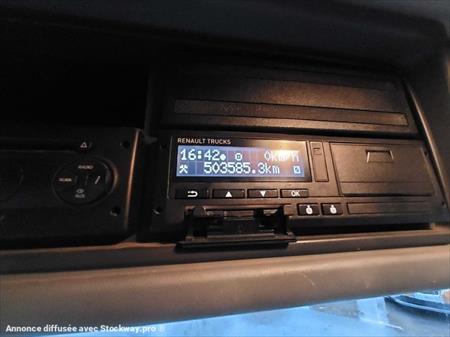 RENAULT TRUCKS
16:42 0km/h
503585.3km
OK
RADIO
Annonce diffusée avec Stockway.pro ®